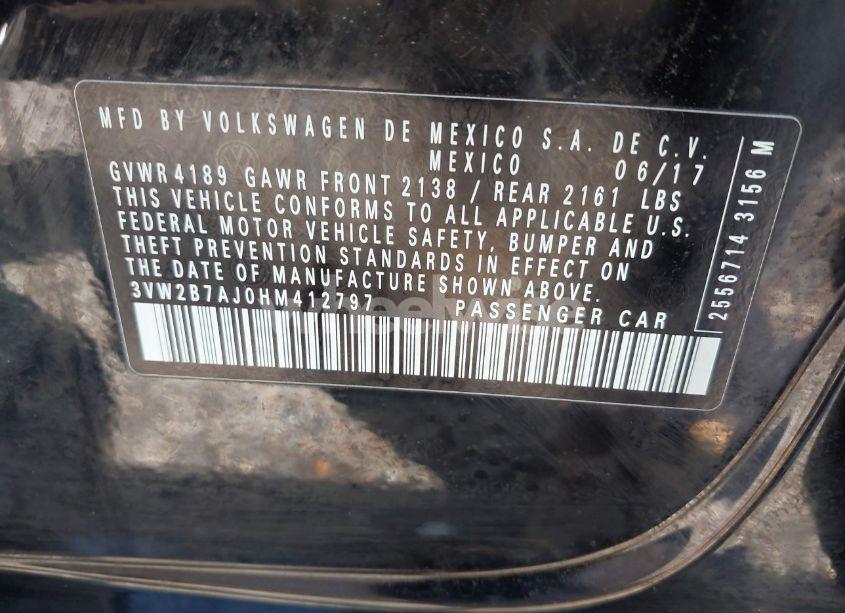 MFD BY VOLKSWAGEN DE MEXICO S.A. DE C.V.
MEXICO 06/17
GVWR 4189 GAWR FRONT 2138 / REAR 2161 LBS
THIS VEHICLE CONFORMS TO ALL APPLICABLE U.S.
FEDERAL MOTOR VEHICLE SAFETY, BUMPER AND
THEFT PREVENTION STANDARDS IN EFFECT ON
THE DATE OF MANUFACTURE SHOWN ABOVE.
3VW2B7AJ0HM412797 PASSENGER CAR
2556714 3156 M